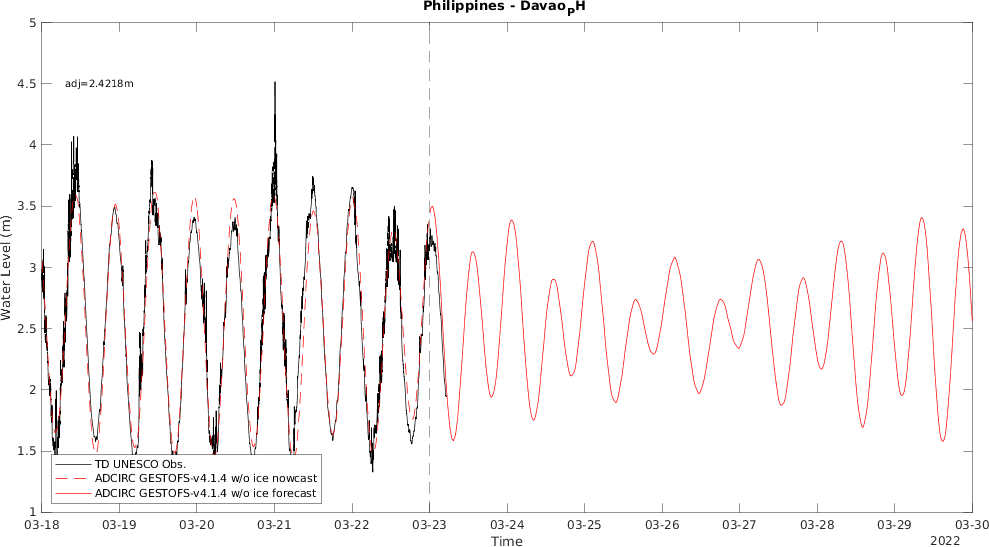 Philippines - Davao_pH
5
4.5
4
3.5
3
2.5
2
1.5
1
Water Level (m)
adj=2.4218m
TD UNESCO Obs.
ADCIRC GESTOFS-v4.1.4 w/o ice nowcast
ADCIRC GESTOFS-v4.1.4 w/o ice forecast
03-18 03-19 03-20 03-21 03-22 03-23 03-24 03-25 03-26 03-27 03-28 03-29 03-30
Time
2022